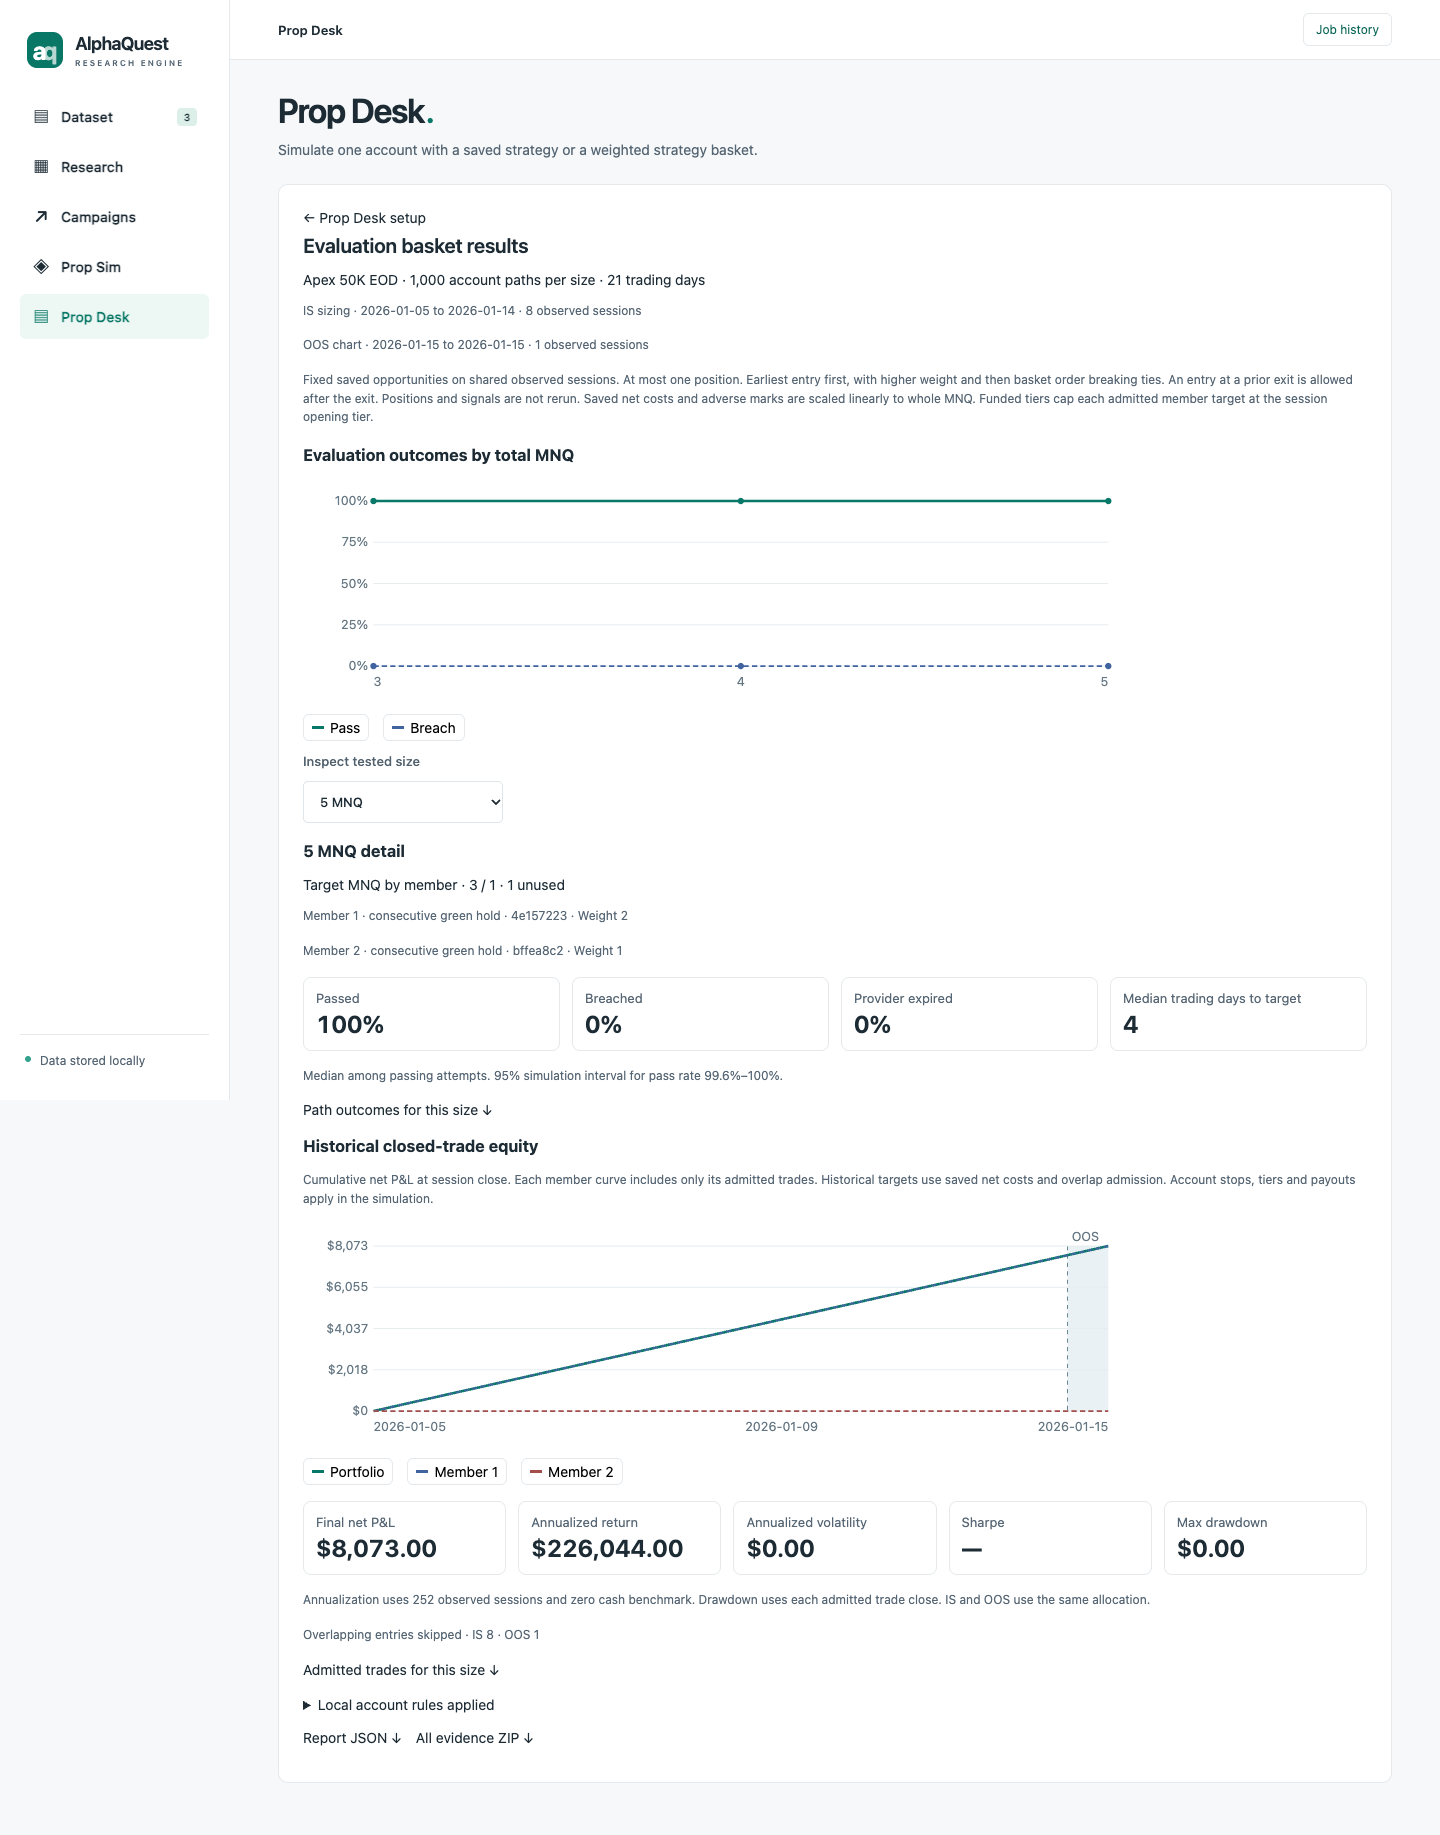 aq
AlphaQuest
RESEARCH ENGINE
Dataset 3
Research
Campaigns
Prop Sim
Prop Desk
Data stored locally
Prop Desk
Job history
Prop Desk.
Simulate one account with a saved strategy or a weighted strategy basket.
← Prop Desk setup
Evaluation basket results
Apex 50K EOD · 1,000 account paths per size · 21 trading days
IS sizing · 2026-01-05 to 2026-01-14 · 8 observed sessions
OOS chart · 2026-01-15 to 2026-01-15 · 1 observed sessions
Fixed saved opportunities on shared observed sessions. At most one position. Earliest entry first, with higher weight and then basket order breaking ties. An entry at a prior exit is allowed
after the exit. Positions and signals are not rerun. Saved net costs and adverse marks are scaled linearly to whole MNQ. Funded tiers cap each admitted member target at the session
opening tier.
Evaluation outcomes by total MNQ
100%
75%
50%
25%
0%
3 4 5
Pass Breach
Inspect tested size
5 MNQ
5 MNQ detail
Target MNQ by member · 3 / 1 · 1 unused
Member 1 · consecutive green hold · 4e157223 · Weight 2
Member 2 · consecutive green hold · bffea8c2 · Weight 1
Passed Breached Provider expired Median trading days to target
100% 0% 0% 4
Median among passing attempts. 95% simulation interval for pass rate 99.6%–100%.
Path outcomes for this size ↓
Historical closed-trade equity
Cumulative net P&L at session close. Each member curve includes only its admitted trades. Historical targets use saved net costs and overlap admission. Account stops, tiers and payouts
apply in the simulation.
OOS
$8,073
$6,055
$4,037
$2,018
$0
2026-01-05 2026-01-09 2026-01-15
Portfolio Member 1 Member 2
Final net P&L Annualized return Annualized volatility Sharpe Max drawdown
$8,073.00 $226,044.00 $0.00 — $0.00
Annualization uses 252 observed sessions and zero cash benchmark. Drawdown uses each admitted trade close. IS and OOS use the same allocation.
Overlapping entries skipped · IS 8 · OOS 1
Admitted trades for this size ↓
▶ Local account rules applied
Report JSON ↓ All evidence ZIP ↓